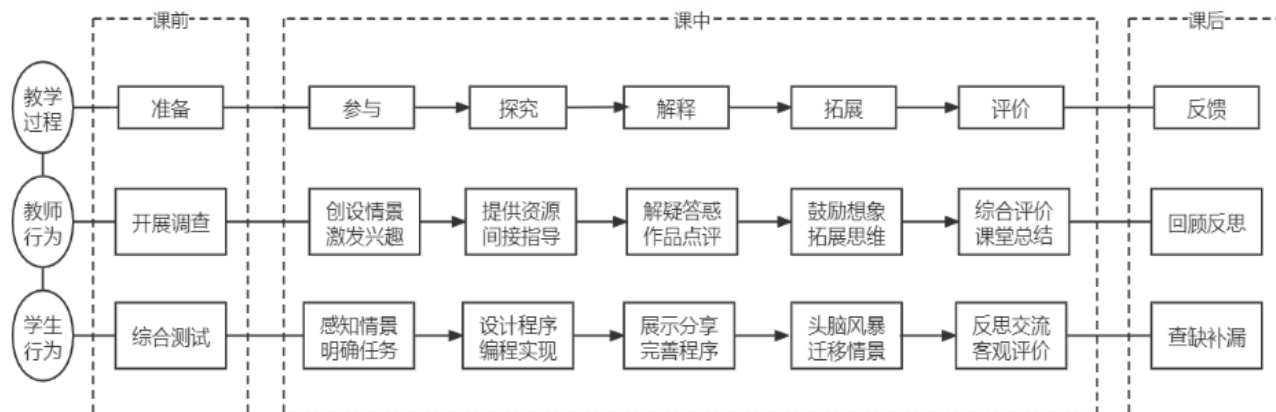 课前
课中
课后
教学
过程
准备
参与
探究
解释
拓展
评价
反馈
教师
行为
开展调查
创设情景
激发兴趣
提供资源
间接指导
解疑答惑
作品点评
鼓励想象
拓展思维
综合评价
课堂总结
回顾反思
学生
行为
综合测试
感知情景
明确任务
设计程序
编程实现
展示分享
完善程序
头脑风暴
迁移情景
反思交流
客观评价
查缺补漏